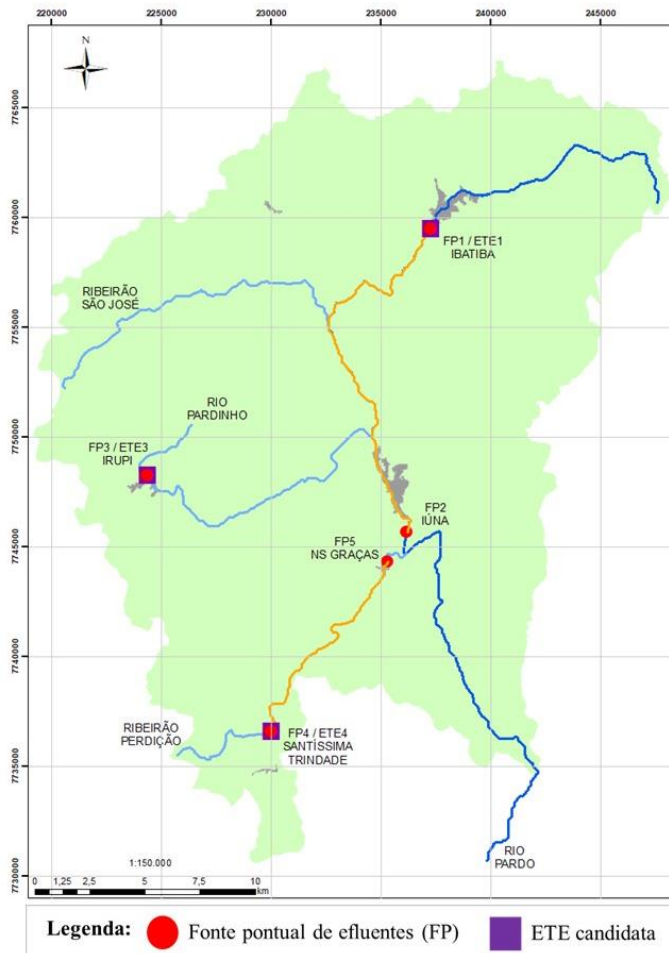 220000
225000
230000
235000
240000
245000
N
7765000
7760000
FP1 / ETE1
IBATIBA
RIBEIRÃO
SÃO JOSÉ
7755000
RIO
PARDINHO
7750000
FP3 / ETE3
IRUPI
FP2
IÚNA
7745000
FP5
NS GRAÇAS
7740000
RIBEIRÃO
PERDIÇÃO
FP4 / ETE4
SANTÍSSIMA
TRINDADE
7735000
RIO
PARDO
7730000
1:150.000
0 1,25 2,5 5 7,5 10
km
Legenda: Fonte pontual de efluentes (FP) ETE candidata